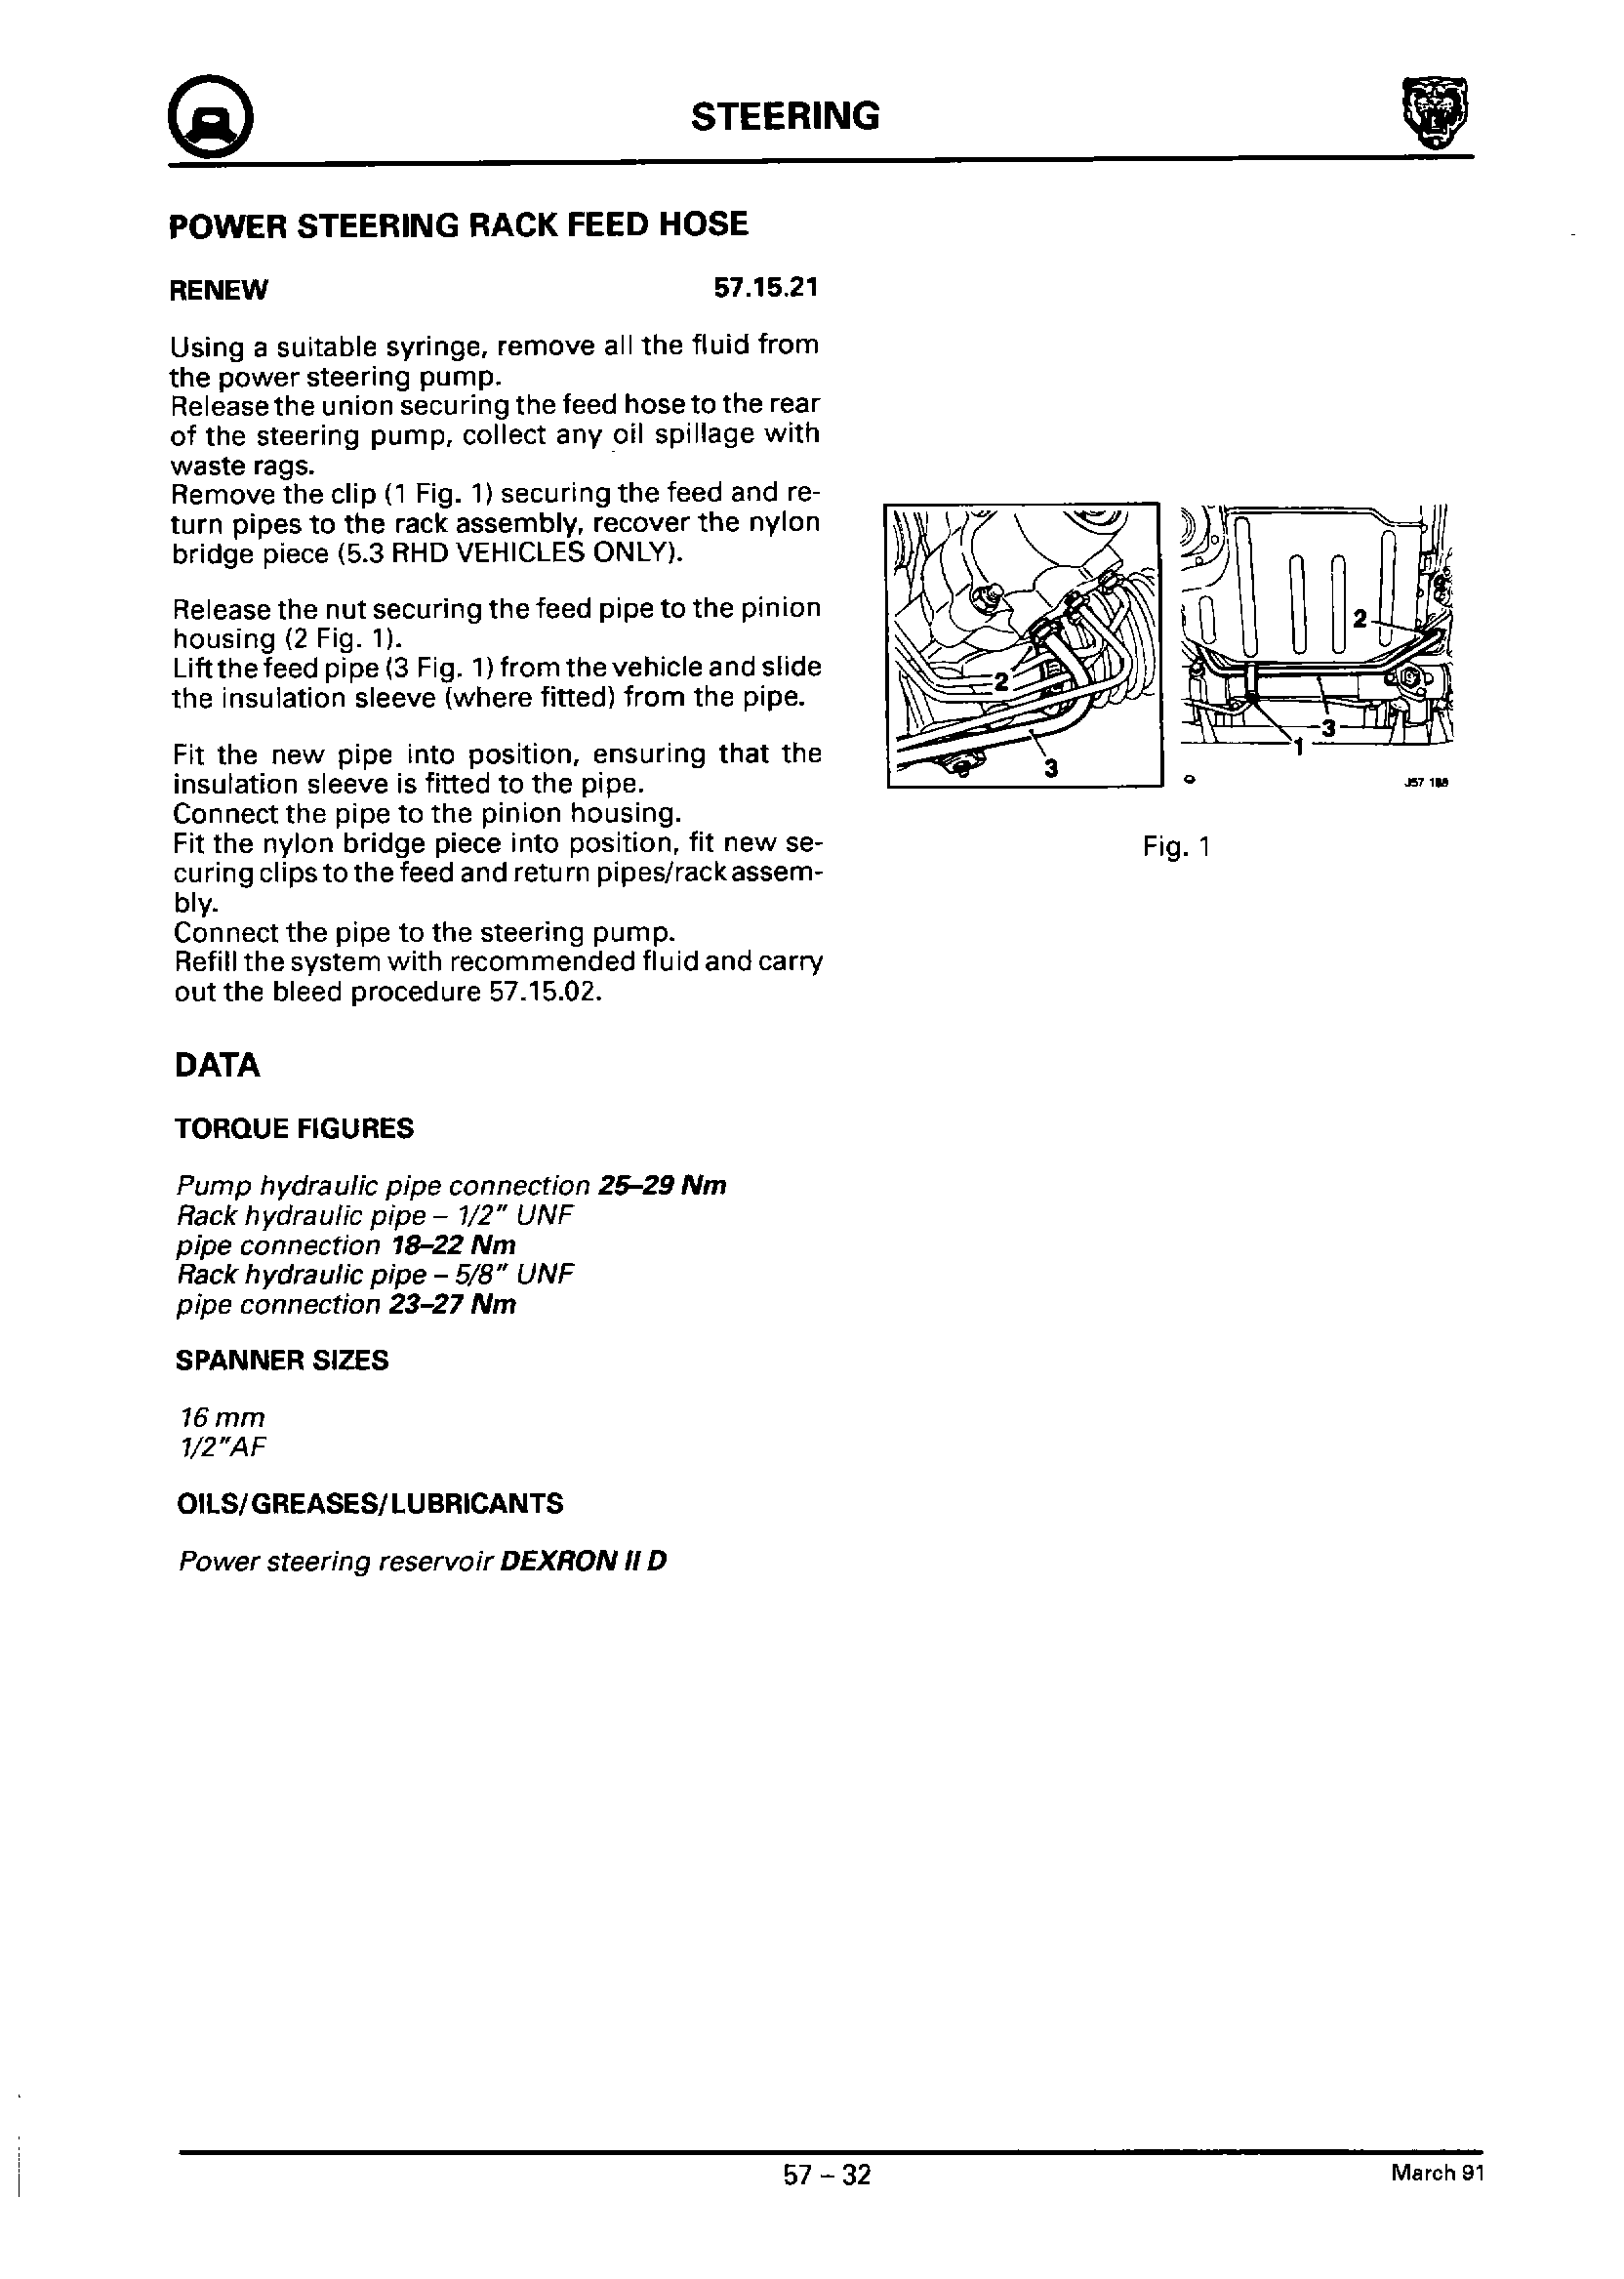 STEERING
POWER STEERING RACK FEED HOSE
RENEW 57.15.21
Using a suitable syringe, remove all the fluid from
the power steering pump.
Release the union securing the feed hose to the rear
of the steering pump, collect any oil spillage with
waste rags.
Remove the clip (1 Fig. 1) securing the feed and re-
turn pipes to the rack assembly, recover the nylon
bridge piece (5.3 RHD VEHICLES ONLY).
Release the nut securing the feed pipe to the pinion
housing (2 Fig. 1).
Lift the feed pipe (3 Fig. 1) from the vehicle and slide
the insulation sleeve (where fitted) from the pipe.
Fit the new pipe into position, ensuring that the
insulation sleeve is fitted to the pipe.
Connect the pipe to the pinion housing.
Fit the nylon bridge piece into position, fit new se-
curing clips to the feed and return pipes/rack assem-
bly.
Connect the pipe to the steering pump.
Refill the system with recommended fluid and carry
out the bleed procedure 57.15.02.
DATA
TORQUE FIGURES
Pump hydraulic pipe connection 25–29 Nm
Rack hydraulic pipe – 1/2" UNF
pipe connection 18–22 Nm
Rack hydraulic pipe – 5/8" UNF
pipe connection 23–27 Nm
SPANNER SIZES
16 mm
1/2"AF
OILS/GREASES/LUBRICANTS
Power steering reservoir DEXRON II D
2
3
2
3
1
J57
Fig. 1
57 – 32
March 91